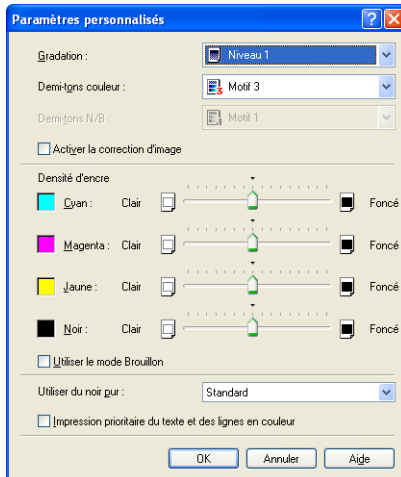 Paramètres personnalisés
Gradation : Niveau 1
Demi-tons couleur : Motif 3
Demi-tons N/B : Motif 1
Activer la correction d'image
Densité d'encre
Cyan : Clair Foncé
Magenta : Clair Foncé
Jaune : Clair Foncé
Noir : Clair Foncé
Utiliser le mode Brouillon
Utiliser du noir pur : Standard
Impression prioritaire du texte et des lignes en couleur
OK Annuler Aide